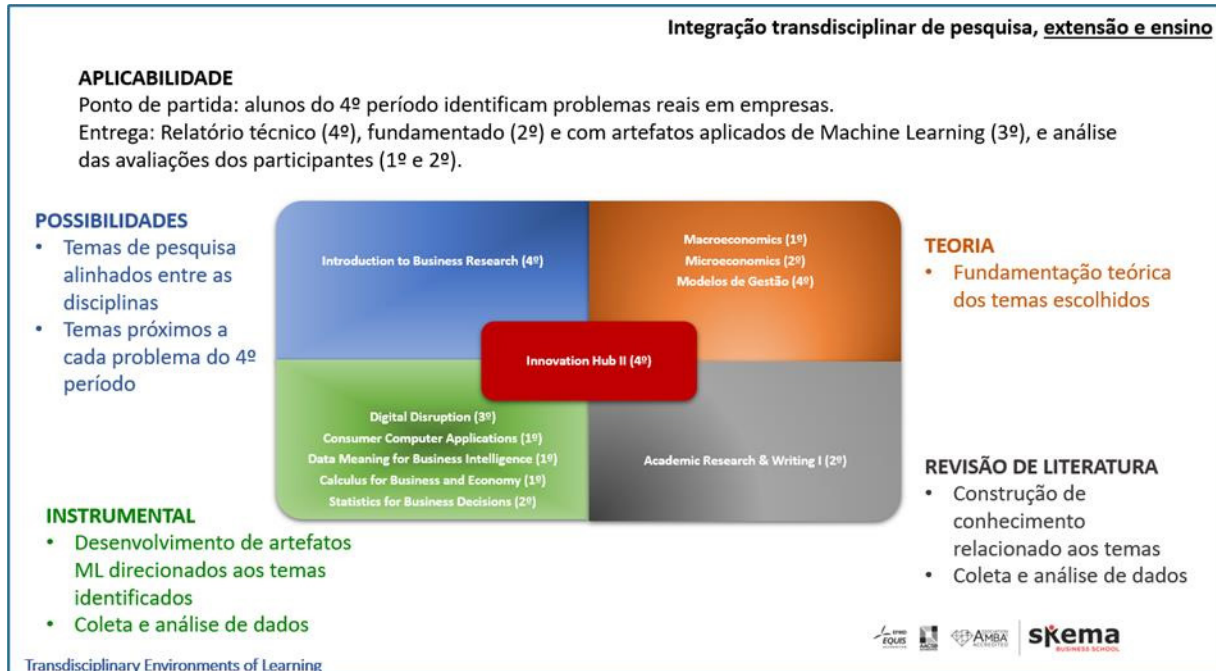 Integração transdisciplinar de pesquisa, extensão e ensino
APLICABILIDADE
Ponto de partida: alunos do 4º período identificam problemas reais em empresas.
Entrega: Relatório técnico (4º), fundamentado (2º) e com artefatos aplicados de Machine Learning (3º), e análise
das avaliações dos participantes (1º e 2º).
POSSIBILIDADES
• Temas de pesquisa
alinhados entre as
disciplinas
• Temas próximos a
cada problema do 4º
período
Introduction to Business Research (4º)
Macroeconomics (1º)
Microeconomics (2º)
Modelos de Gestão (4º)
TEORIA
• Fundamentação teórica
dos temas escolhidos
Innovation Hub II (4º)
Digital Disruption (3º)
Consumer Computer Applications (1º)
Data Meaning for Business Intelligence (1º)
Calculus for Business and Economy (1º)
Statistics for Business Decisions (2º)
Academic Research & Writing I (2º)
INSTRUMENTAL
• Desenvolvimento de artefatos
ML direcionados aos temas
identificados
• Coleta e análise de dados
REVISÃO DE LITERATURA
• Construção de
conhecimento
relacionado aos temas
• Coleta e análise de dados
EFMD
EQUIS
AACSB
AMBA
ACCREDITED
skema
BUSINESS SCHOOL
Transdisciplinary Environments of Learning